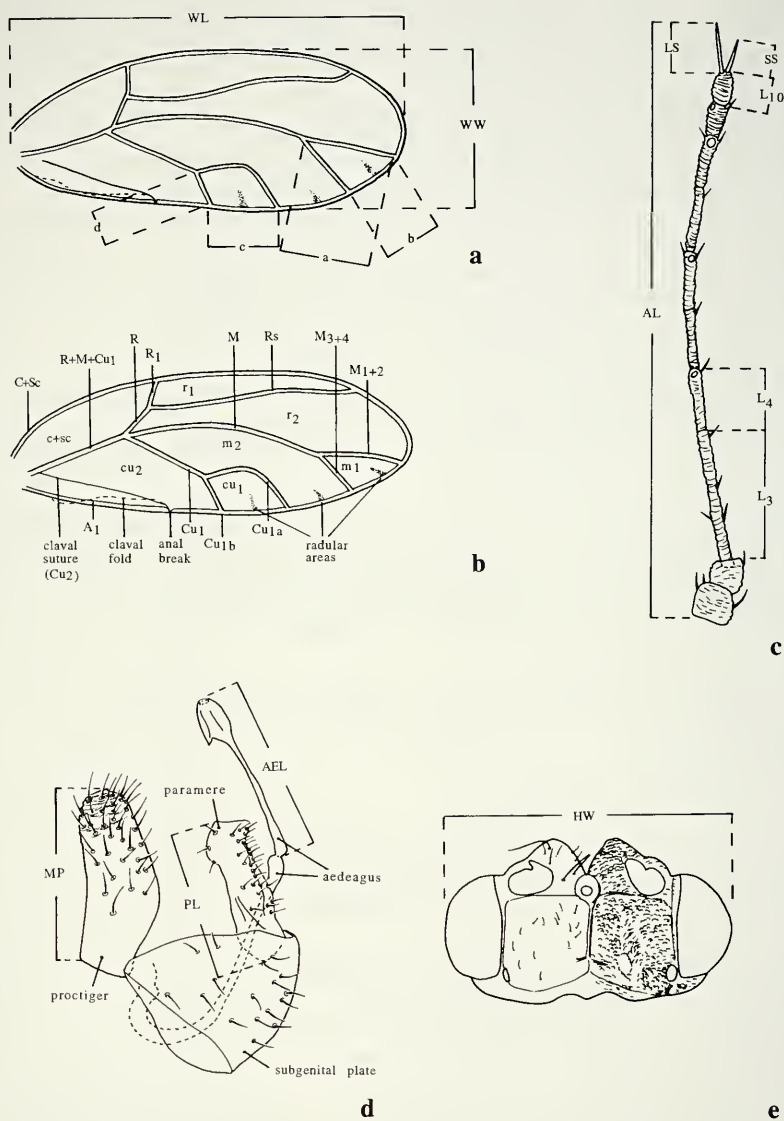 WL
WW
d
c
a
b
a
R+M+Cu1
R
R1
M
Rs
M3+4
M1+2
C+Sc
r1
r2
c+sc
m2
m1
cu2
cu1
A1
Cu1
Cu1a
claval
suture
(Cu2)
claval
fold
anal
break
Cu1b
radular
areas
b
LS
SS
L10
AL
L4
L3
c
AEL
paramere
MP
PL
aedeagus
proctiger
subgenital plate
d
HW
e